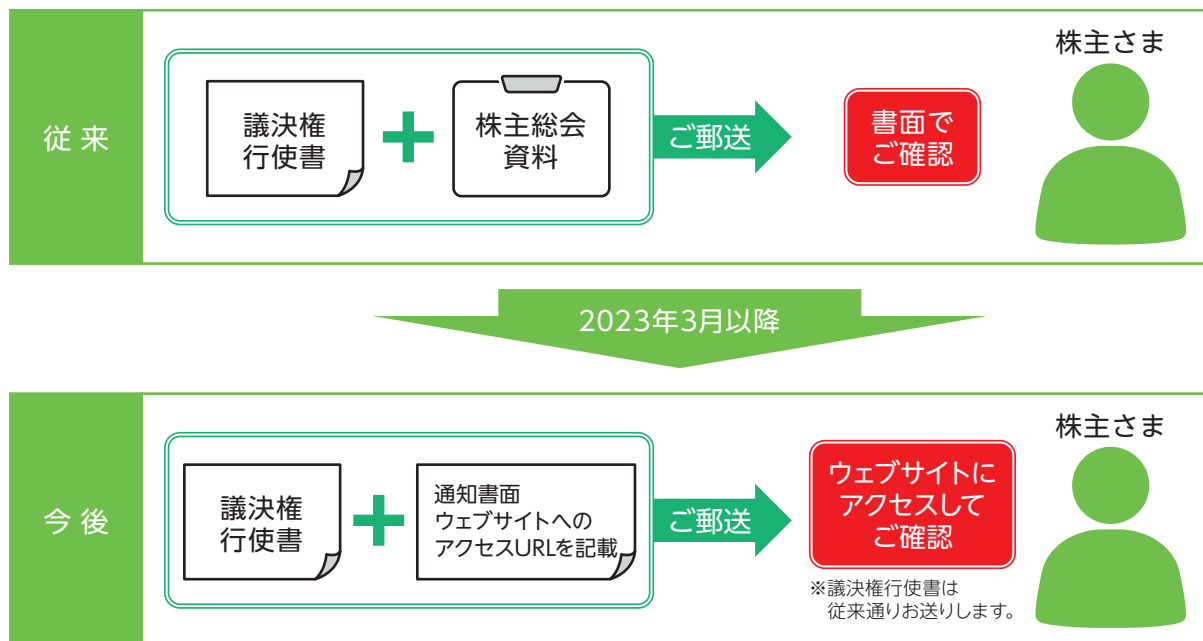 従来
議決権
行使書
株主総会
資料
ご郵送
書面で
ご確認
株主さま
2023年3月以降
今後
議決権
行使書
通知書面
ウェブサイトへの
アクセスURLを記載
ご郵送
ウェブサイトに
アクセスして
ご確認
※議決権行使書は
従来通りお送りします。
株主さま